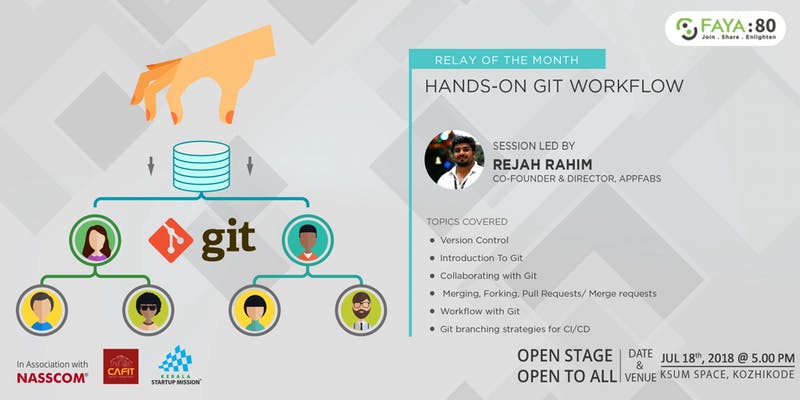 FAYA:80
Join . Share . Enlighten
RELAY OF THE MONTH
HANDS-ON GIT WORKFLOW
SESSION LED BY
REJAH RAHIM
CO-FOUNDER & DIRECTOR, APPFABS
TOPICS COVERED
Version Control
Introduction To Git
Collaborating with Git
Merging, Forking, Pull Requests/ Merge requests
Workflow with Git
Git branching strategies for CI/CD
git
In Association with
NASSCOM®
CAFIT
KERALA
STARTUP MISSION
OPEN STAGE
OPEN TO ALL
DATE
&
VENUE
JUL 18th, 2018 @ 5.00 PM
KSUM SPACE, KOZHIKODE